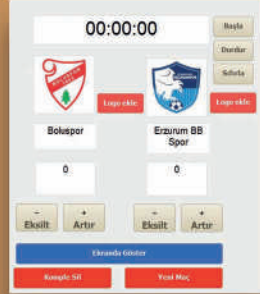 00:00:00
Başla
Durdur
Sıfırla
Logo ekle
Logo ekle
Boluspor
Erzurum BB
Spor
0
0
-
+
-
+
Eksilt
Artır
Eksilt
Artır
Ekranda Göster
Komple Sil
Yeni Maç